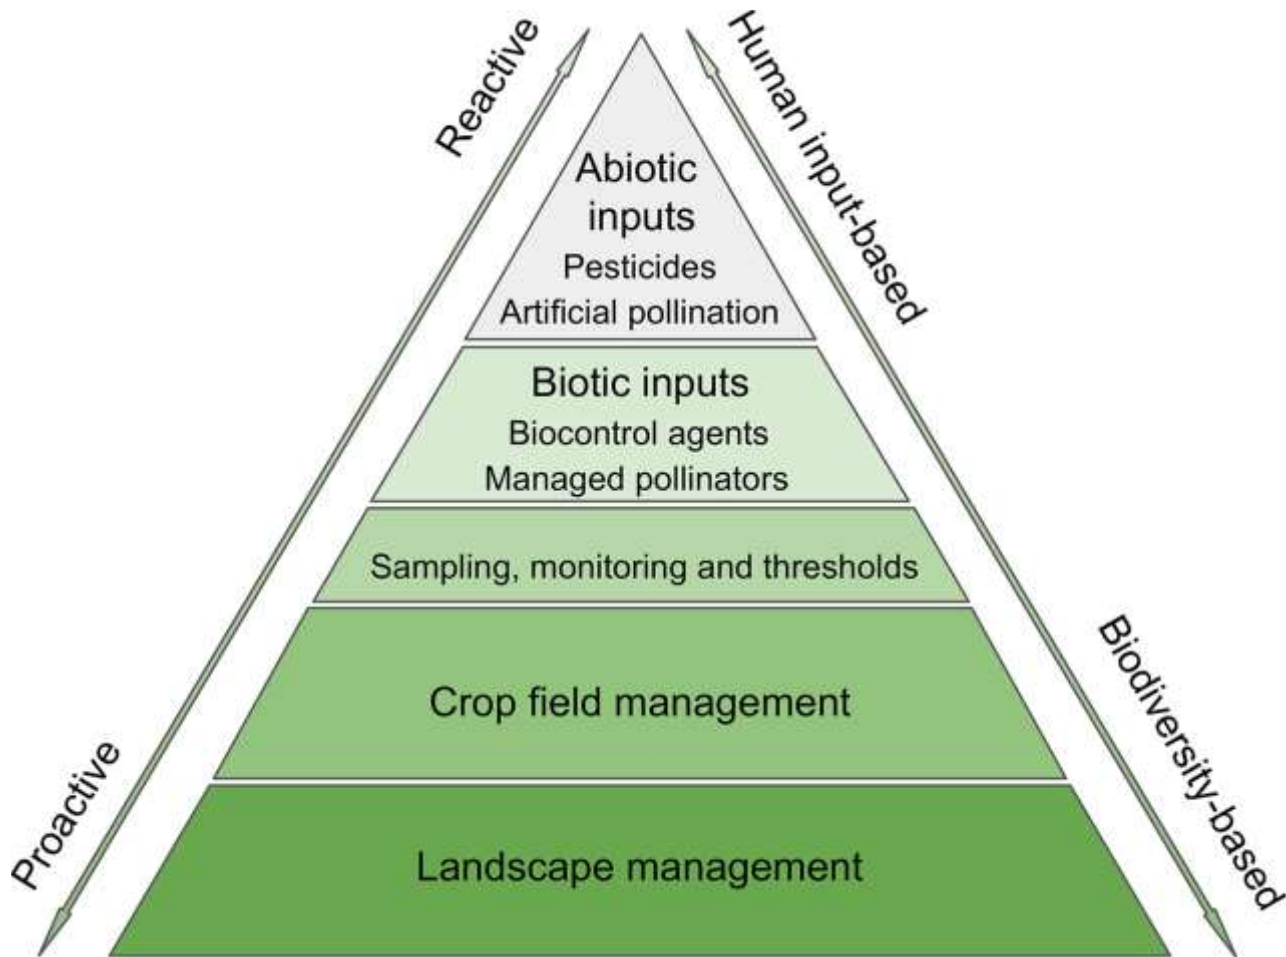 Reactive
Human input-based
Abiotic
inputs
Pesticides
Artificial pollination
Biotic inputs
Biocontrol agents
Managed pollinators
Sampling, monitoring and thresholds
Crop field management
Landscape management
Proactive
Biodiversity-based